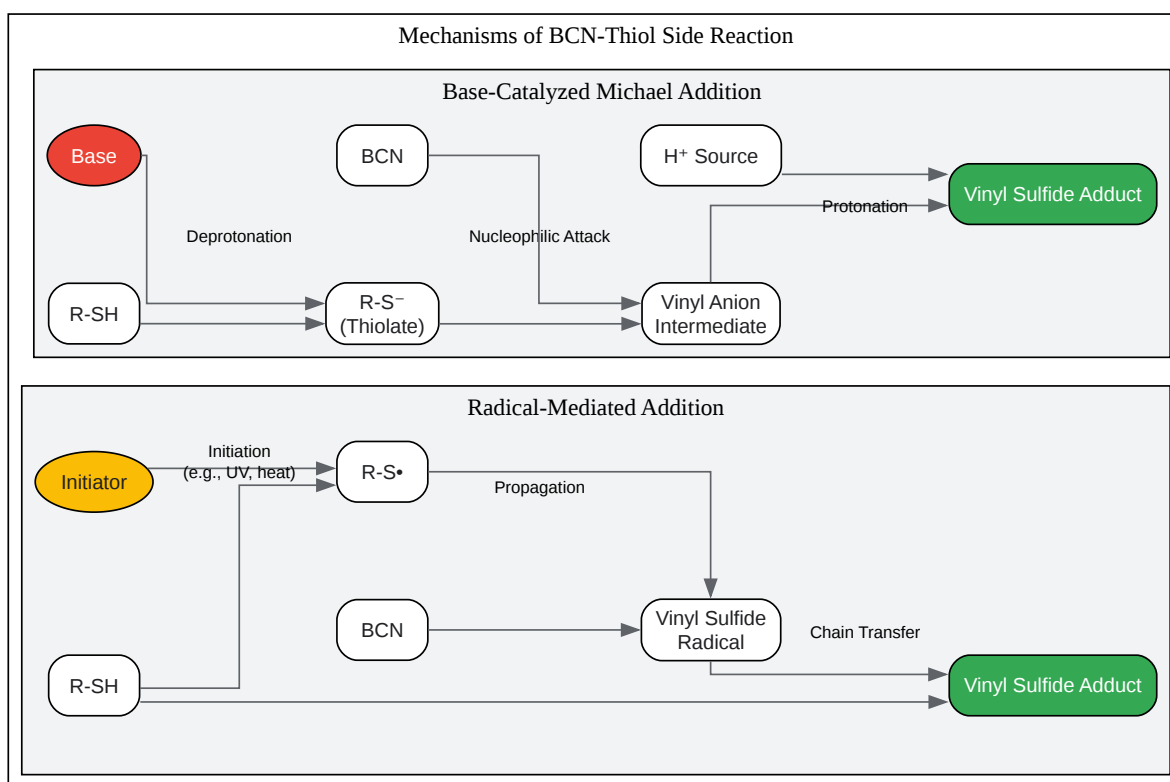 Mechanisms of BCN-Thiol Side Reaction
Base-Catalyzed Michael Addition
Base
BCN
H⁺ Source
Vinyl Sulfide Adduct
Protonation
Deprotonation
Nucleophilic Attack
R-SH
R-S⁻
(Thiolate)
Vinyl Anion
Intermediate
Radical-Mediated Addition
Initiator
Initiation
(e.g., UV, heat)
R-S•
Propagation
BCN
Vinyl Sulfide
Radical
Chain Transfer
R-SH
Vinyl Sulfide Adduct